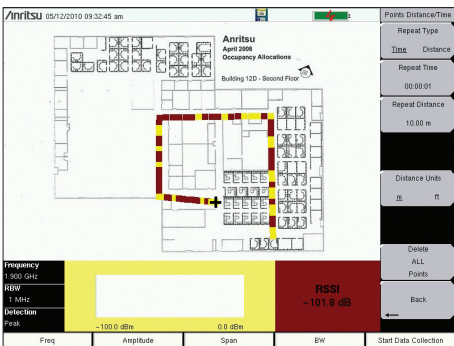 /Inritsu 05/12/2010 09:32:45 am
Points Distance/Time
Repeat Type
Time Distance
Repeat Time
00:00:01
Repeat Distance
10.00 m
Distance Units
m ft
Delete
ALL
Points
Back
Anritsu
April 2008
Occupancy Allocations
Building 12D - Second Floor
Frequency
1.900 GHz
RBW
1 MHz
Detection
Peak
-100.0 dBm 0.0 dBm
RSSI
-101.8 dB
Freq Amplitude Span BW Start Data Collection